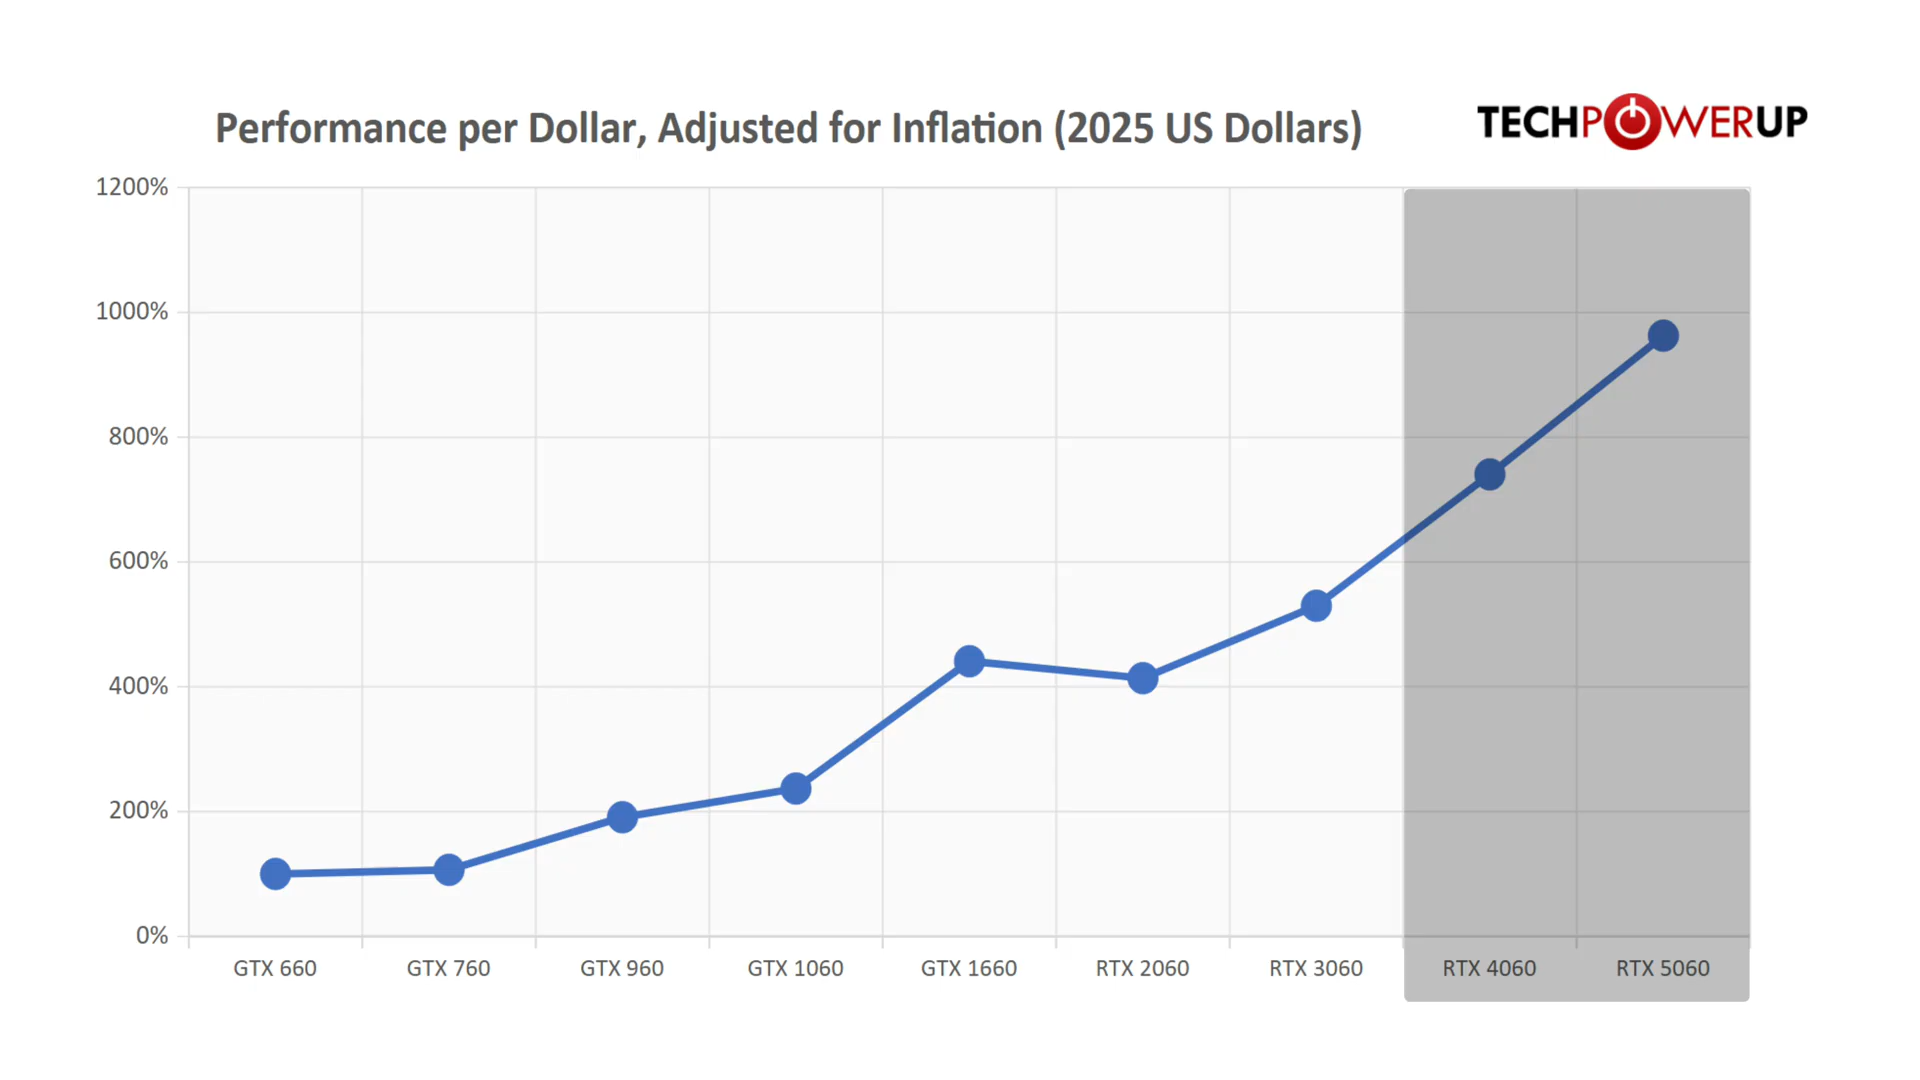 Performance per Dollar, Adjusted for Inflation (2025 US Dollars)
TECHPOWERUP
1200%
1000%
800%
600%
400%
200%
0%
GTX 660 GTX 760 GTX 960 GTX 1060 GTX 1660 RTX 2060 RTX 3060 RTX 4060 RTX 5060